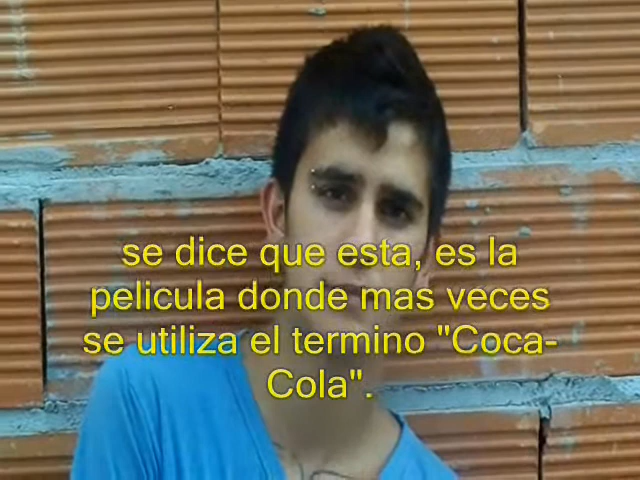 se dice que esta, es la
pelicula donde mas veces
se utiliza el termino "Coca-
Cola".